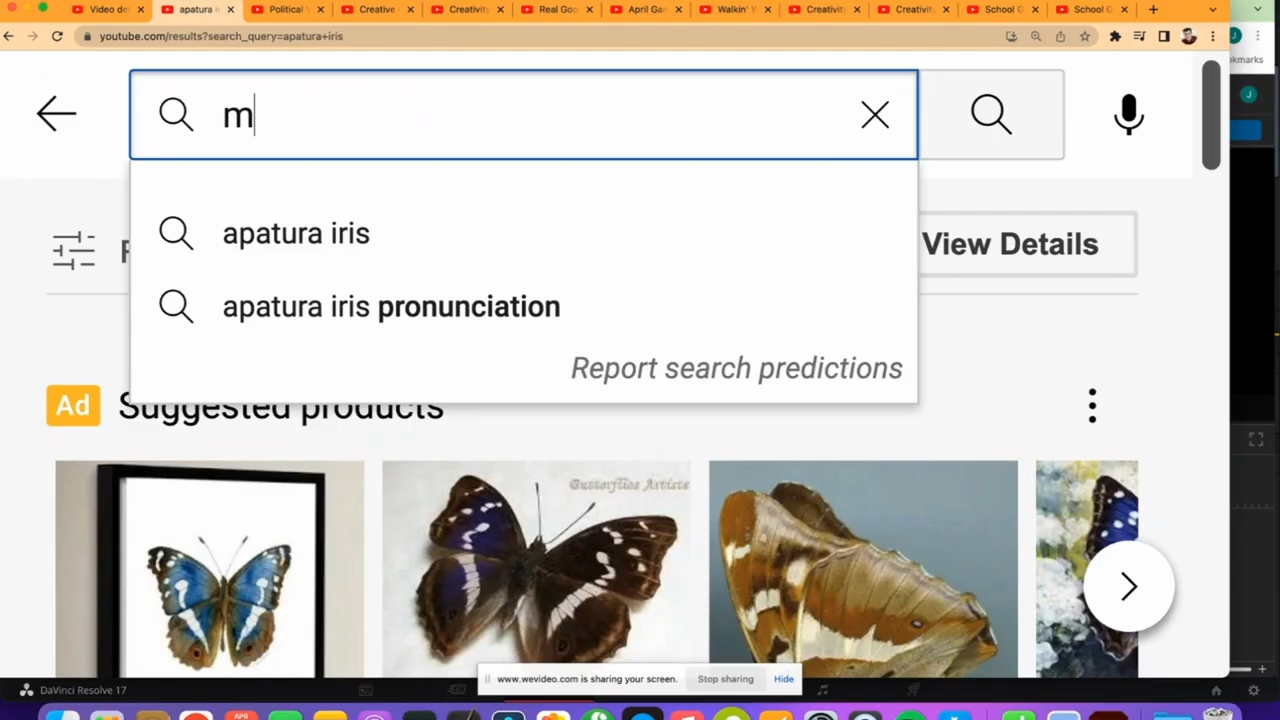 Video de
apatura i
Political
Creative
Creativity
Real Goo
April Gar
Walkin'
Creativity
Creativity
School G
School G
youtube.com/results?search_query=apatura+iris
J
kmarks
m
J
apatura iris
View Details
apatura iris pronunciation
Report search predictions
Ad Suggested products
Butterflies Artists
www.wevideo.com is sharing your screen. Stop sharing Hide
DaVinci Resolve 17
APR